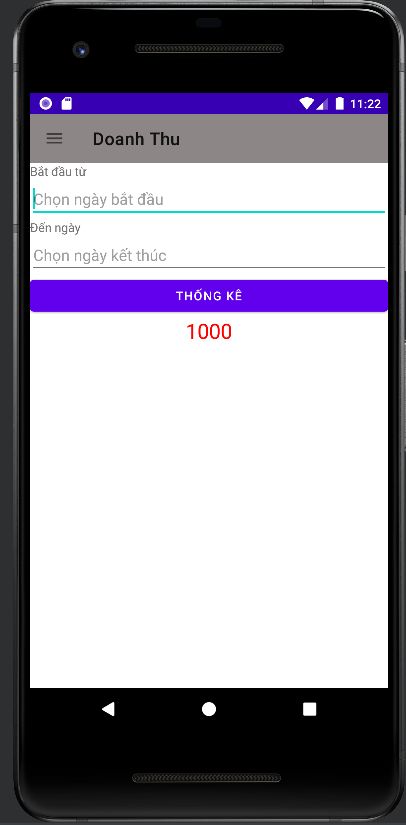 11:22
Doanh Thu
Bắt đầu từ
Chọn ngày bắt đầu
Đến ngày
Chọn ngày kết thúc
THỐNG KÊ
1000